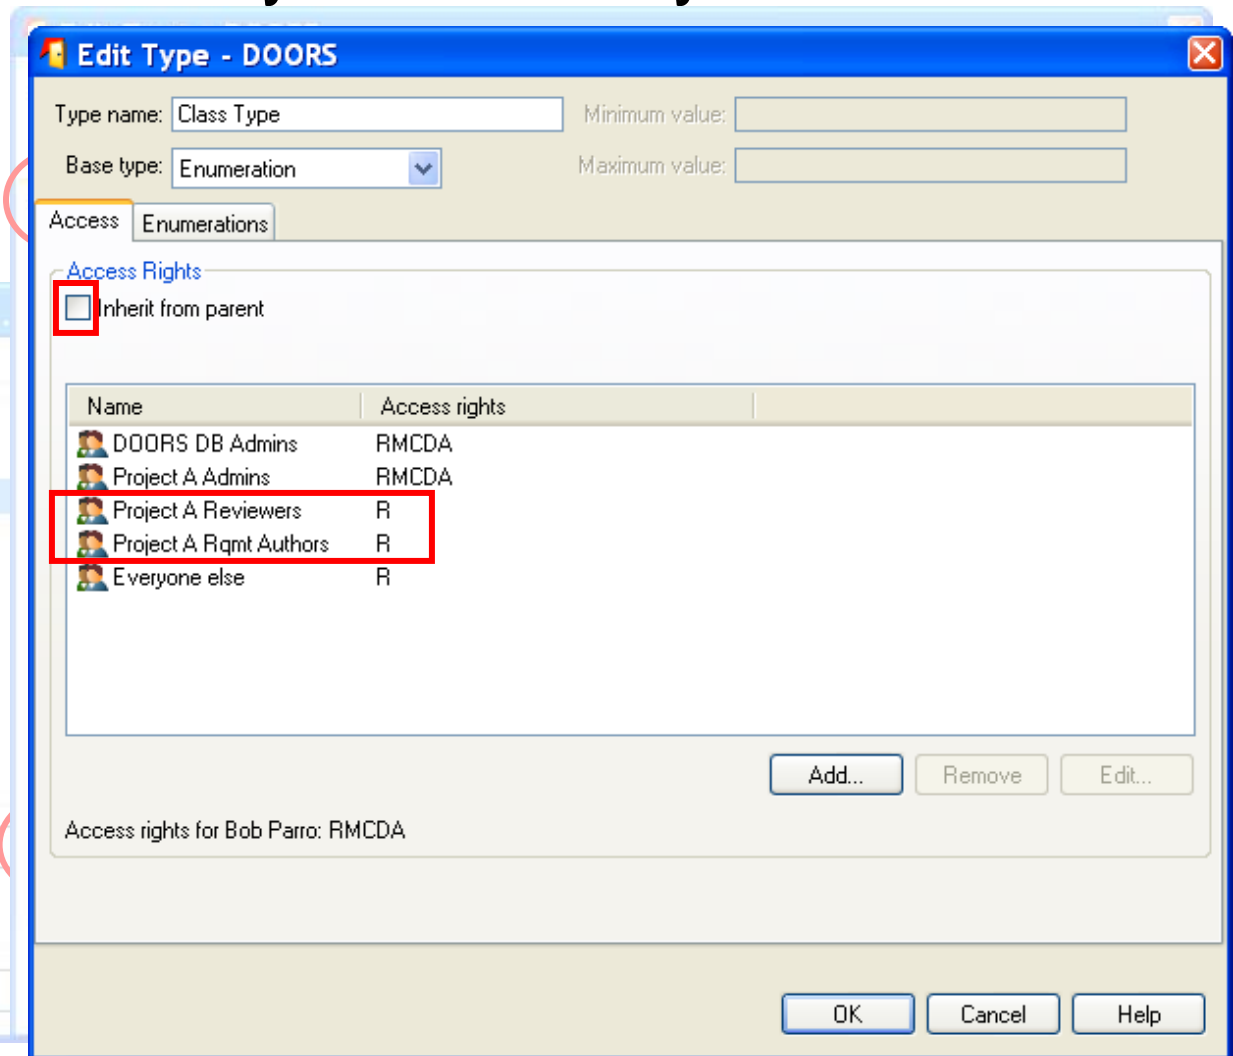 Edit Type - DOORS
Type name: Class Type Minimum value:
Base type: Enumeration Maximum value:
Access Enumerations
Access Rights
Inherit from parent
Name Access rights
DOORS DB Admins RMCDA
Project A Admins RMCDA
Project A Reviewers R
Project A Rqmt Authors R
Everyone else R
Add... Remove Edit...
Access rights for Bob Parro: RMCDA
OK Cancel Help